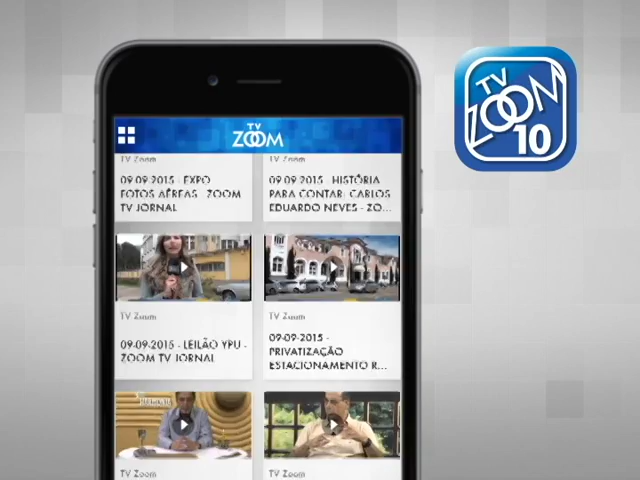 TV
ZOOM
TV
ZOOM
10
TV Zoom
TV Zoom
09-09-2015 - EXPO
FOTOS AÉREAS - ZOOM
TV JORNAL
09-09-2015 - HISTÓRIA
PARA CONTAR: CARLOS
EDUARDO NEVES - ZO...
TV Zoom
TV Zoom
09-09-2015 - LEILÃO YPU -
ZOOM TV JORNAL
09-09-2015 -
PRIVATIZAÇÃO
ESTACIONAMENTO R...
TV Zoom
TV Zoom